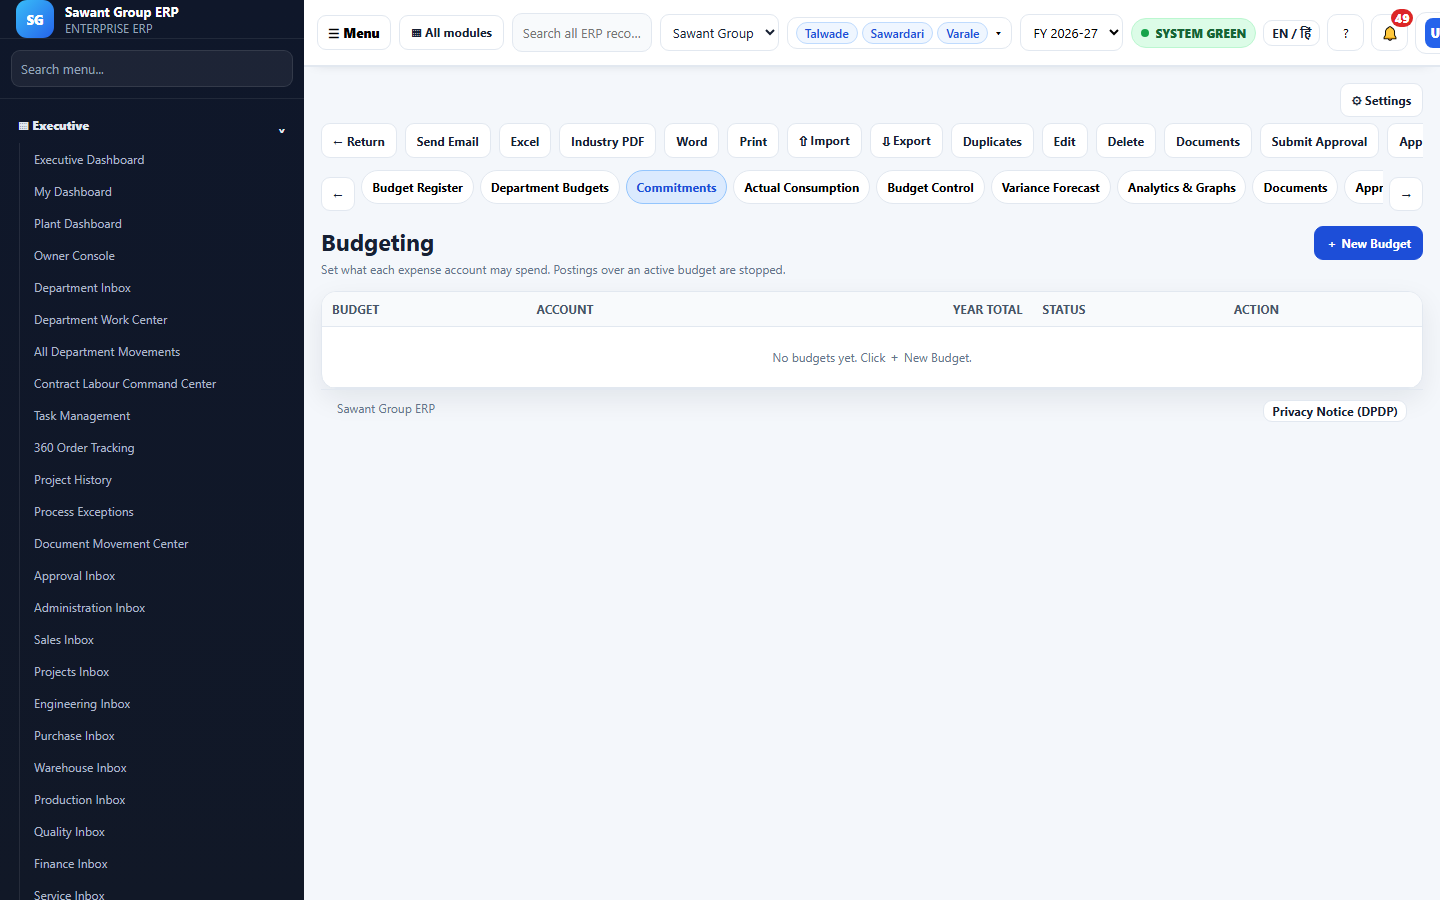 SG
Sawant Group ERP
ENTERPRISE ERP
Search menu...
Executive
Executive Dashboard
My Dashboard
Plant Dashboard
Owner Console
Department Inbox
Department Work Center
All Department Movements
Contract Labour Command Center
Task Management
360 Order Tracking
Project History
Process Exceptions
Document Movement Center
Approval Inbox
Administration Inbox
Sales Inbox
Projects Inbox
Engineering Inbox
Purchase Inbox
Warehouse Inbox
Production Inbox
Quality Inbox
Finance Inbox
Service Inbox
☰ Menu
All modules
Search all ERP reco...
Sawant Group
Talwade Sawardari Varale
FY 2026-27
SYSTEM GREEN
EN / हिं
?
49
U
⚙ Settings
← Return
Send Email
Excel
Industry PDF
Word
Print
⇧ Import
⇩ Export
Duplicates
Edit
Delete
Documents
Submit Approval
App
←
Budget Register
Department Budgets
Commitments
Actual Consumption
Budget Control
Variance Forecast
Analytics & Graphs
Documents
Appr
→
Budgeting
+ New Budget
Set what each expense account may spend. Postings over an active budget are stopped.
BUDGET ACCOUNT YEAR TOTAL STATUS ACTION
No budgets yet. Click + New Budget.
Sawant Group ERP
Privacy Notice (DPDP)